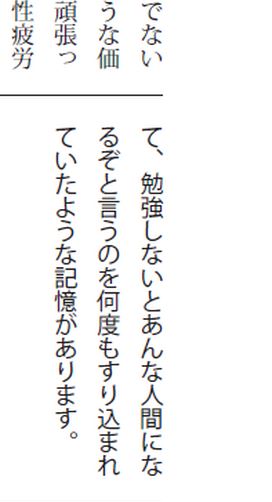 でない
うな価
頑張っ
性疲労
て、勉強しないとあんな人間にな
るぞと言うのを何度もすり込まれ
ていたような記憶があります。